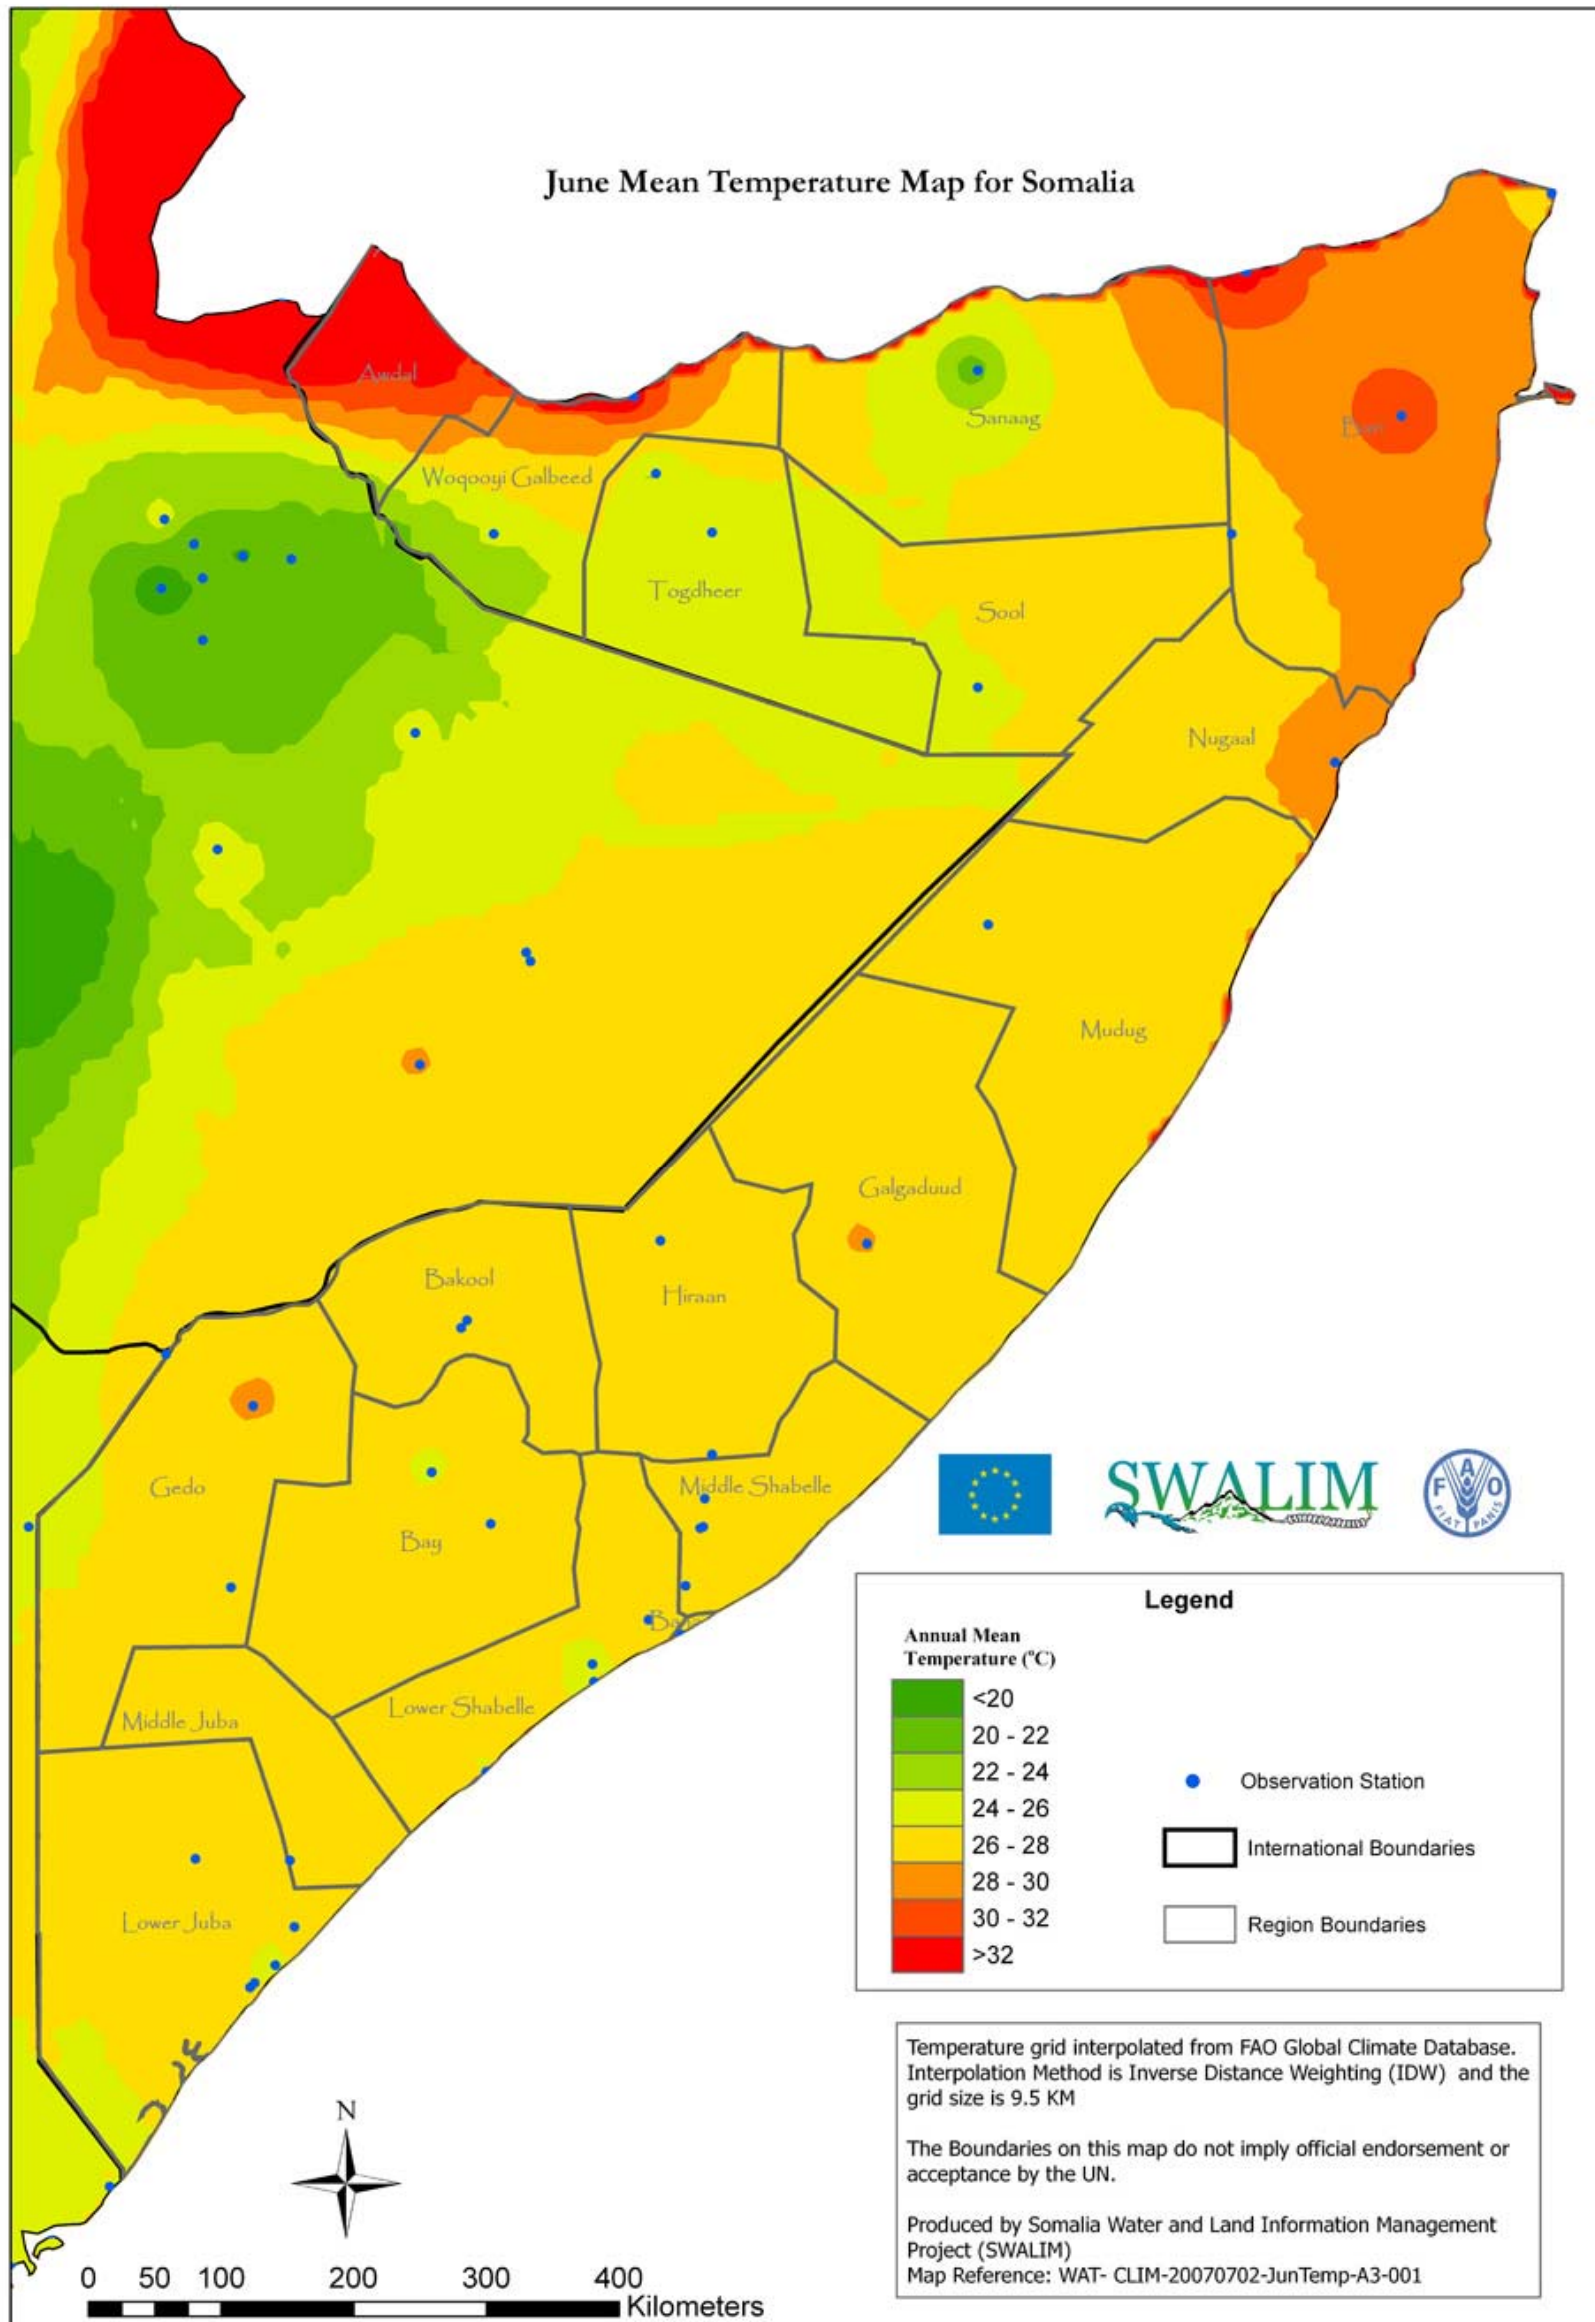 June Mean Temperature Map for Somalia
Awdal
Sanaag
Bari
Woqooyi Galbeed
Togdheer
Sool
Nugaal
Mudug
Galgaduud
Bakool
Hiraan
Gedo
Middle Shabelle
Bay
Lower Shabelle
Middle Juba
Lower Juba
SWALIM
FAO
FIAT PANIS
Legend
Annual Mean
Temperature (°C)
<20
20 - 22
22 - 24
24 - 26
26 - 28
28 - 30
30 - 32
>32
Observation Station
International Boundaries
Region Boundaries
Temperature grid interpolated from FAO Global Climate Database.
Interpolation Method is Inverse Distance Weighting (IDW) and the
grid size is 9.5 KM
The Boundaries on this map do not imply official endorsement or
acceptance by the UN.
Produced by Somalia Water and Land Information Management
Project (SWALIM)
Map Reference: WAT- CLIM-20070702-JunTemp-A3-001
N
0 50 100 200 300 400
Kilometers